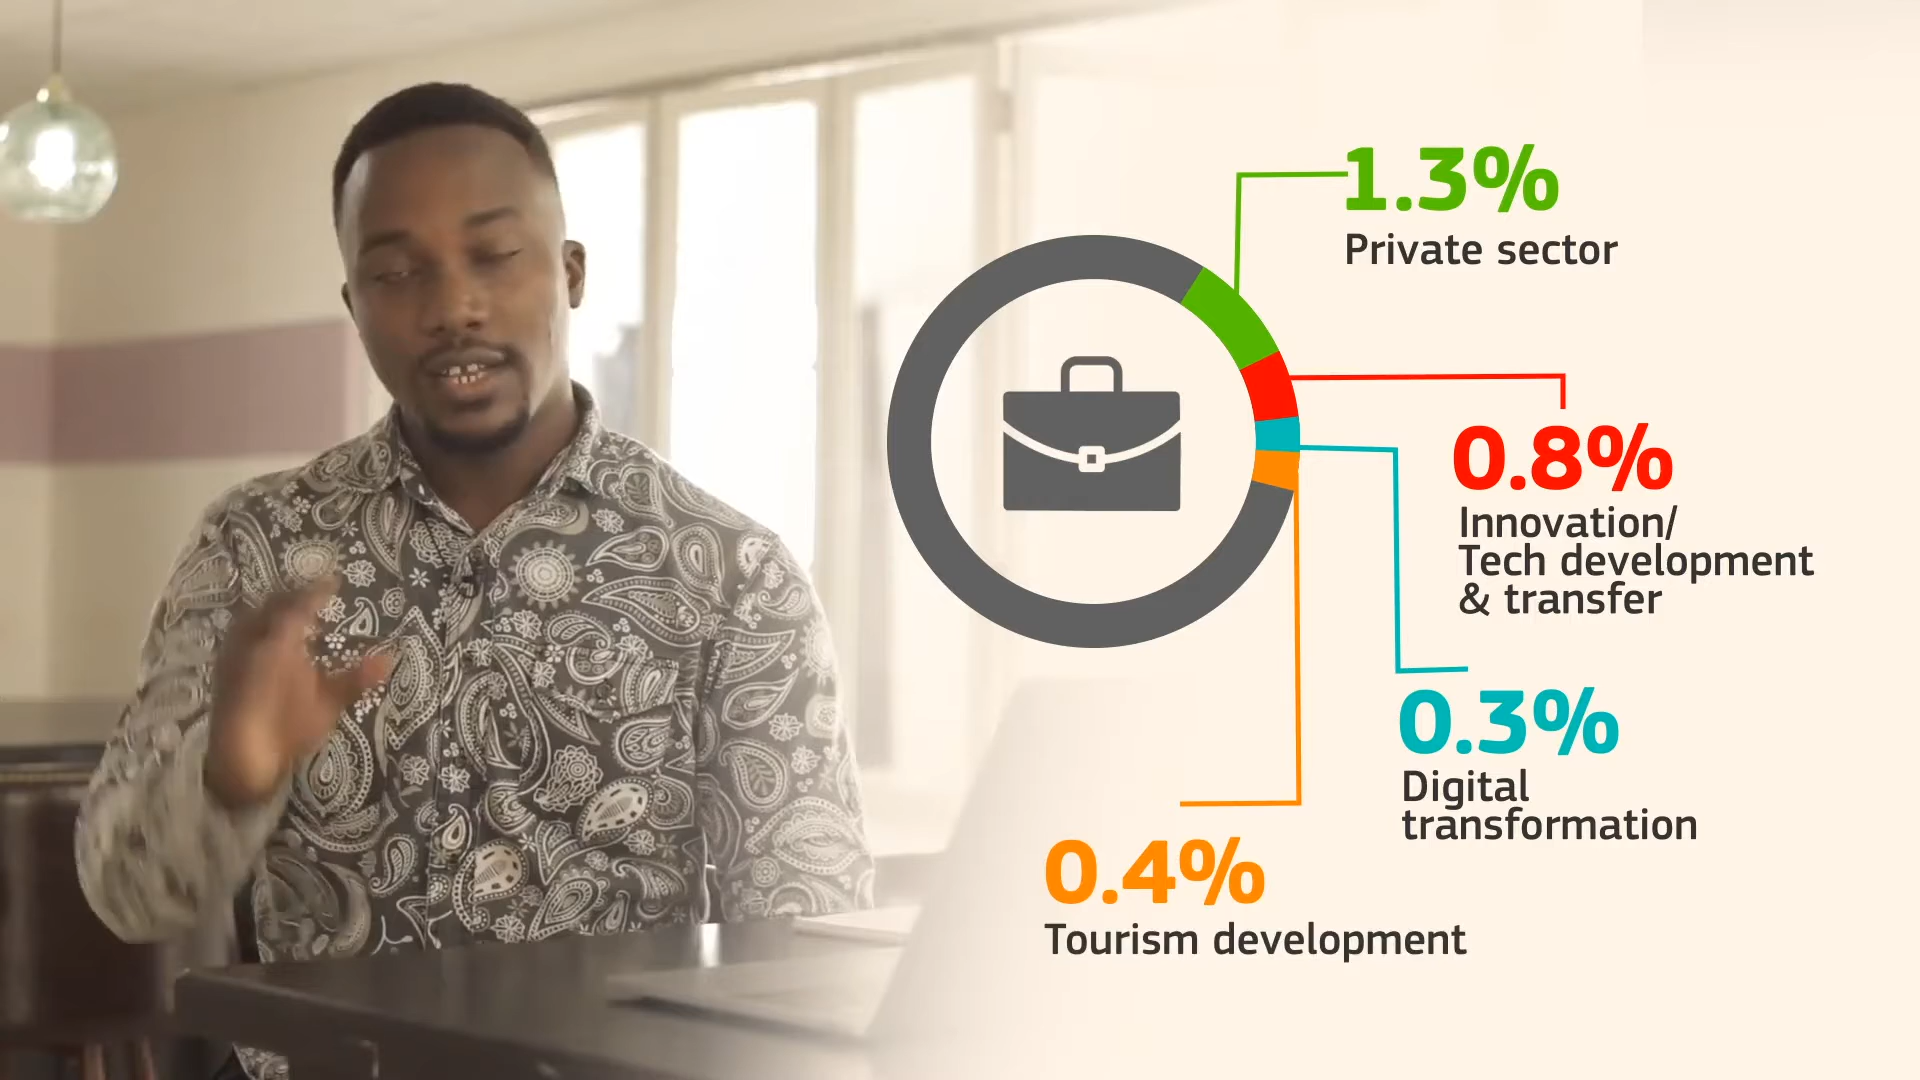 1.3%
Private sector
0.8%
Innovation/
Tech development
& transfer
0.3%
Digital
transformation
0.4%
Tourism development